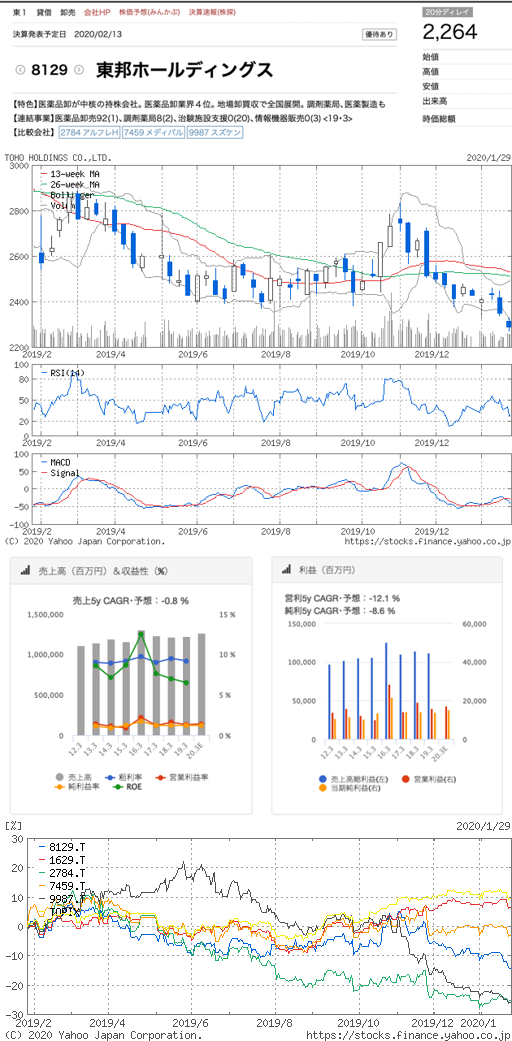 東1 貸借 卸売 会社HP 株価予想(みんかぶ) 決算速報(株探)
20分ディレイ
2,264
決算発表予定日 2020/02/13
優待あり
始値
高値
安値
出来高
時価総額
8129 東邦ホールディングス
【特色】医薬品卸が中核の持株会社。医薬品卸業界4位。地場卸買収で全国展開。調剤薬局、医薬製造も
【連結事業】医薬品卸売92(1)、調剤薬局8(2)、治験施設支援0(20)、情報機器販売0(3) <19・3>
【比較会社】 2784 アルフレH 7459 メディパル 9987 スズケン
TOHO HOLDINGS CO.,LTD. 2020/1/29
3000
2800
2600
2400
2200
13-week MA
26-week MA
Bollinger
Volume
2019/2 2019/4 2019/6 2019/8 2019/10 2019/12
100
80
50
20
0
RSI(14)
2019/2 2019/4 2019/6 2019/8 2019/10 2019/12
100
50
0
-50
-100
MACD
Signal
2019/2 2019/4 2019/6 2019/8 2019/10 2019/12
(C) 2020 Yahoo Japan Corporation. https://stocks.finance.yahoo.co.jp
売上高（百万円）＆収益性（%）
売上5y CAGR・予想：-0.8 %
1,500,000
1,000,000
500,000
0
15 %
10 %
5 %
0 %
12.3 13.3 14.3 15.3 16.3 17.3 18.3 19.3 20.3E
売上高 粗利率 営業利益率
純利益率 ROE
利益（百万円）
営利5y CAGR・予想：-12.1 %
純利5y CAGR・予想：-8.6 %
150,000
100,000
50,000
0
60,000
40,000
20,000
0
12.3 13.3 14.3 15.3 16.3 17.3 18.3 19.3 20.3E
売上高総利益(左) 営業利益(右)
当期純利益(右)
[%] 2020/1/29
30
20
10
0
-10
-20
-30
8129.T
1629.T
2784.T
7459.T
9987.T
TOPIX
2019/2 2019/4 2019/6 2019/8 2019/10 2019/12 2020/1
(C) 2020 Yahoo Japan Corporation. https://stocks.finance.yahoo.co.jp